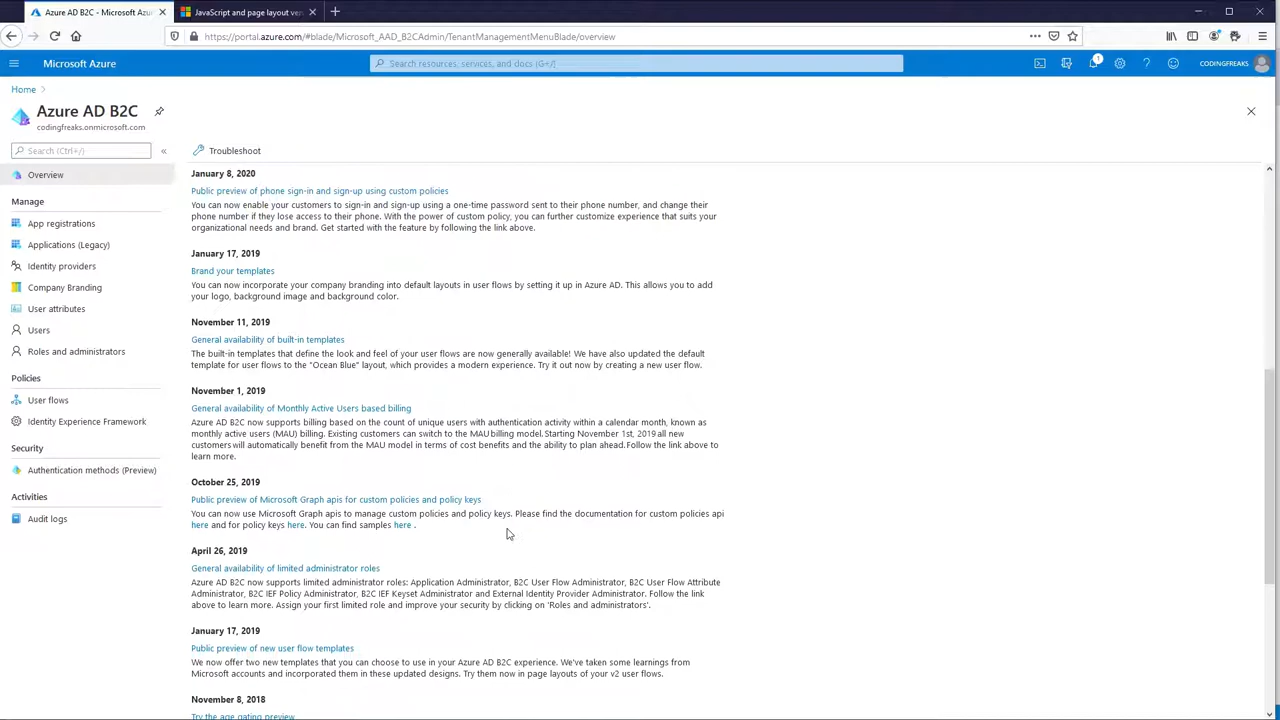 Azure AD B2C - Microsoft Azu
JavaScript and page layout ver
https://portal.azure.com/#blade/Microsoft_AAD_B2CAdmin/TenantManagementMenuBlade/overview
Microsoft Azure
Search resources, services, and docs (G+/)
1
CODINGFREAKS
Home
Azure AD B2C
codingfreaks.onmicrosoft.com
Search (Ctrl+/)
Overview
Manage
App registrations
Applications (Legacy)
Identity providers
Company Branding
User attributes
Users
Roles and administrators
Policies
User flows
Identity Experience Framework
Security
Authentication methods (Preview)
Activities
Audit logs
Troubleshoot
January 8, 2020
Public preview of phone sign-in and sign-up using custom policies
You can now enable your customers to sign-in and sign-up using a one-time password sent to their phone number, and change their
phone number if they lose access to their phone. With the power of custom policy, you can further customize experience that suits your
organizational needs and brand. Get started with the feature by following the link above.
January 17, 2019
Brand your templates
You can now incorporate your company branding into default layouts in user flows by setting it up in Azure AD. This allows you to add
your logo, background image and background color.
November 11, 2019
General availability of built-in templates
The built-in templates that define the look and feel of your user flows are now generally available! We have also updated the default
template for user flows to the "Ocean Blue" layout, which provides a modern experience. Try it out now by creating a new user flow.
November 1, 2019
General availability of Monthly Active Users based billing
Azure AD B2C now supports billing based on the count of unique users with authentication activity within a calendar month, known as
monthly active users (MAU) billing. Existing customers can switch to the MAU billing model. Starting November 1st, 2019 all new
customers will automatically benefit from the MAU model in terms of cost benefits and the ability to plan ahead. Follow the link above to
learn more.
October 25, 2019
Public preview of Microsoft Graph apis for custom policies and policy keys
You can now use Microsoft Graph apis to manage custom policies and policy keys. Please find the documentation for custom policies api
here and for policy keys here. You can find samples here .
April 26, 2019
General availability of limited administrator roles
Azure AD B2C now supports limited administrator roles: Application Administrator, B2C User Flow Administrator, B2C User Flow Attribute
Administrator, B2C IEF Policy Administrator, B2C IEF Keyset Administrator and External Identity Provider Administrator. Follow the link
above to learn more. Assign your first limited role and improve your security by clicking on 'Roles and administrators'.
January 17, 2019
Public preview of new user flow templates
We now offer two new templates that you can choose to use in your Azure AD B2C experience. We've taken some learnings from
Microsoft accounts and incorporated them in these updated designs. Try them now in page layouts of your v2 user flows.
November 8, 2018
Try the age gating preview